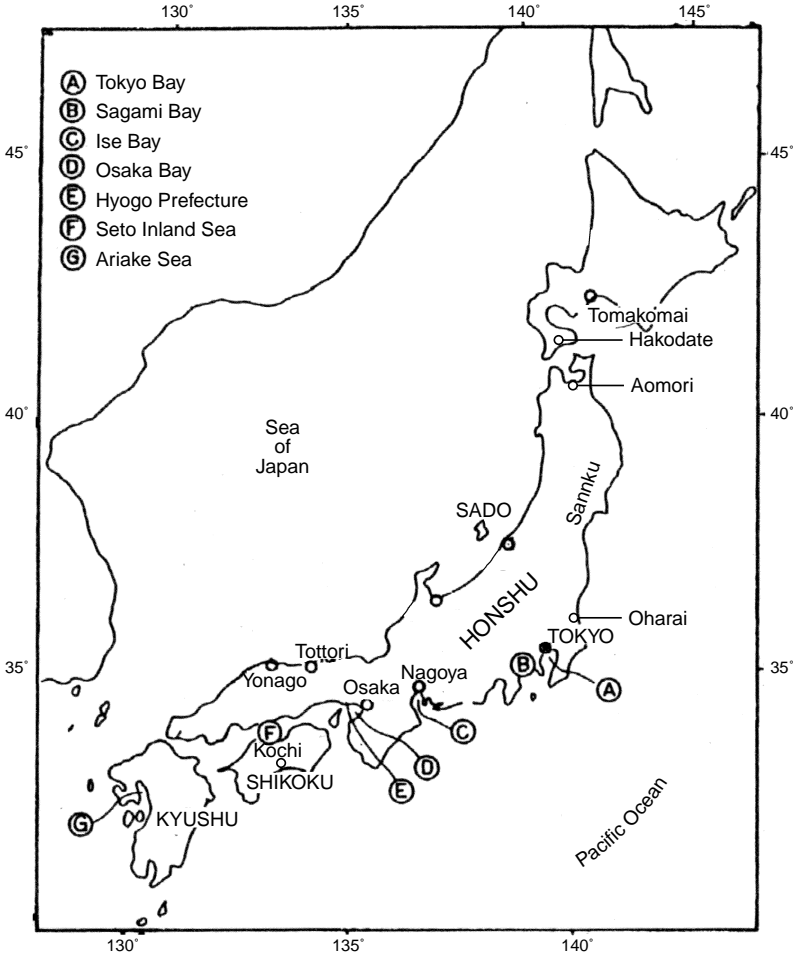 130°
135°
140°
145°
A Tokyo Bay
B Sagami Bay
C Ise Bay
D Osaka Bay
E Hyogo Prefecture
F Seto Inland Sea
G Ariake Sea
45°
45°
Tomakomai
Hakodate
Aomori
40°
40°
Sea
of
Japan
Sannku
SADO
HONSHU
Oharai
TOKYO
35°
35°
Tottori
Yonago
Nagoya
Osaka
B
A
F
C
Kochi
D
SHIKOKU
E
G
KYUSHU
Pacific Ocean
130°
135°
140°